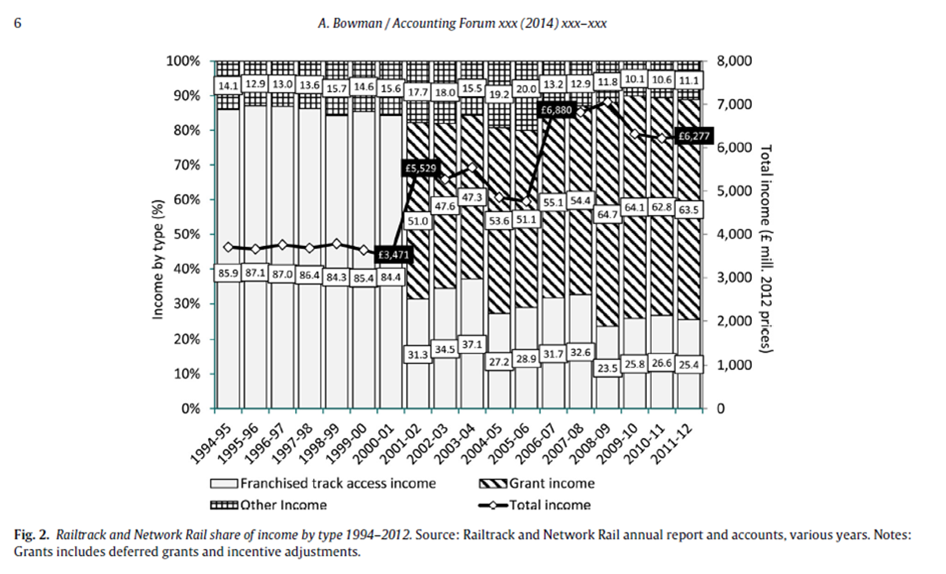 6
A. Bowman / Accounting Forum xxx (2014) xxx–xxx
100%
90%
80%
70%
60%
50%
40%
30%
20%
10%
0%
Income by type (%)
14.1 12.9 13.0 13.6 15.7 14.6 15.6 17.7 18.0 15.5 19.2 20.0 13.2 12.9 11.8 10.1 10.6 11.1
£3,471 £5,529 £6,880 £6,277
51.0 47.6 47.3 53.6 51.1 55.1 54.4 64.7 64.1 62.8 63.5
85.9 87.1 87.0 86.4 84.3 85.4 84.4
31.3 34.5 37.1 27.2 28.9 31.7 32.6 23.5 25.8 26.6 25.4
8,000
7,000
6,000
5,000
4,000
3,000
2,000
1,000
0
Total income (£ mill. 2012 prices)
1994-95 1995-96 1996-97 1997-98 1998-99 1999-00 2000-01 2001-02 2002-03 2003-04 2004-05 2005-06 2006-07 2007-08 2008-09 2009-10 2010-11 2011-12
Franchised track access income Grant income
Other Income Total income
Fig. 2. Railtrack and Network Rail share of income by type 1994–2012. Source: Railtrack and Network Rail annual report and accounts, various years. Notes:
Grants includes deferred grants and incentive adjustments.